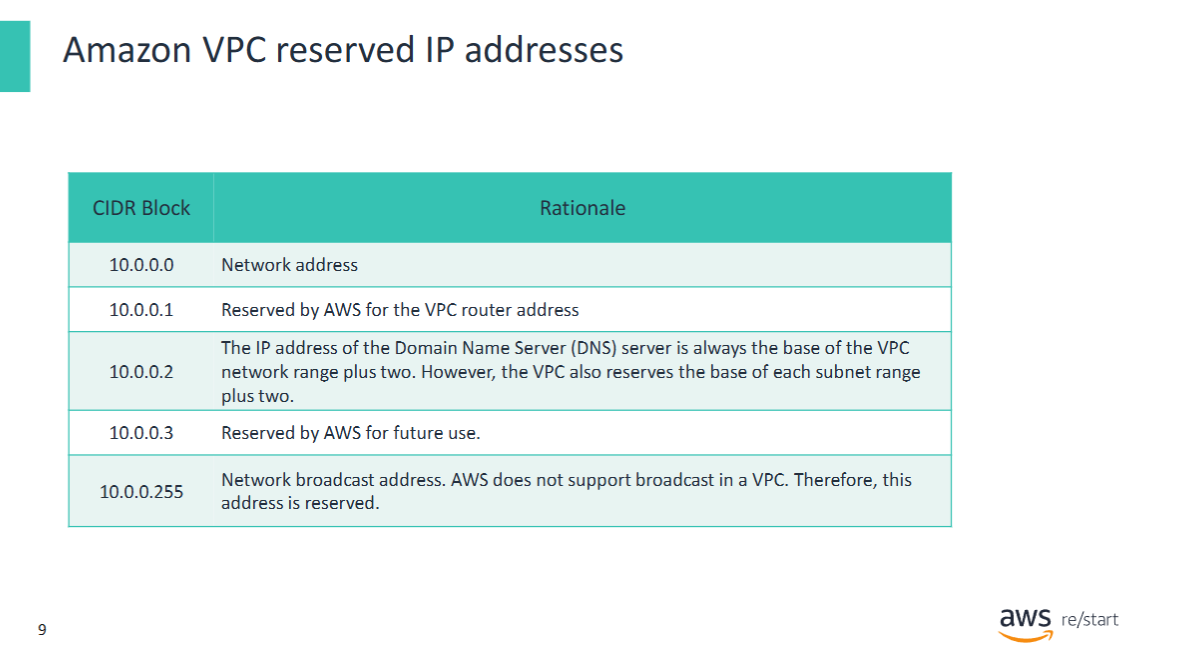 Amazon VPC reserved IP addresses
CIDR Block
Rationale
10.0.0.0
Network address
10.0.0.1
Reserved by AWS for the VPC router address
10.0.0.2
The IP address of the Domain Name Server (DNS) server is always the base of the VPC
network range plus two. However, the VPC also reserves the base of each subnet range
plus two.
10.0.0.3
Reserved by AWS for future use.
10.0.0.255
Network broadcast address. AWS does not support broadcast in a VPC. Therefore, this
address is reserved.
9
aws re/start